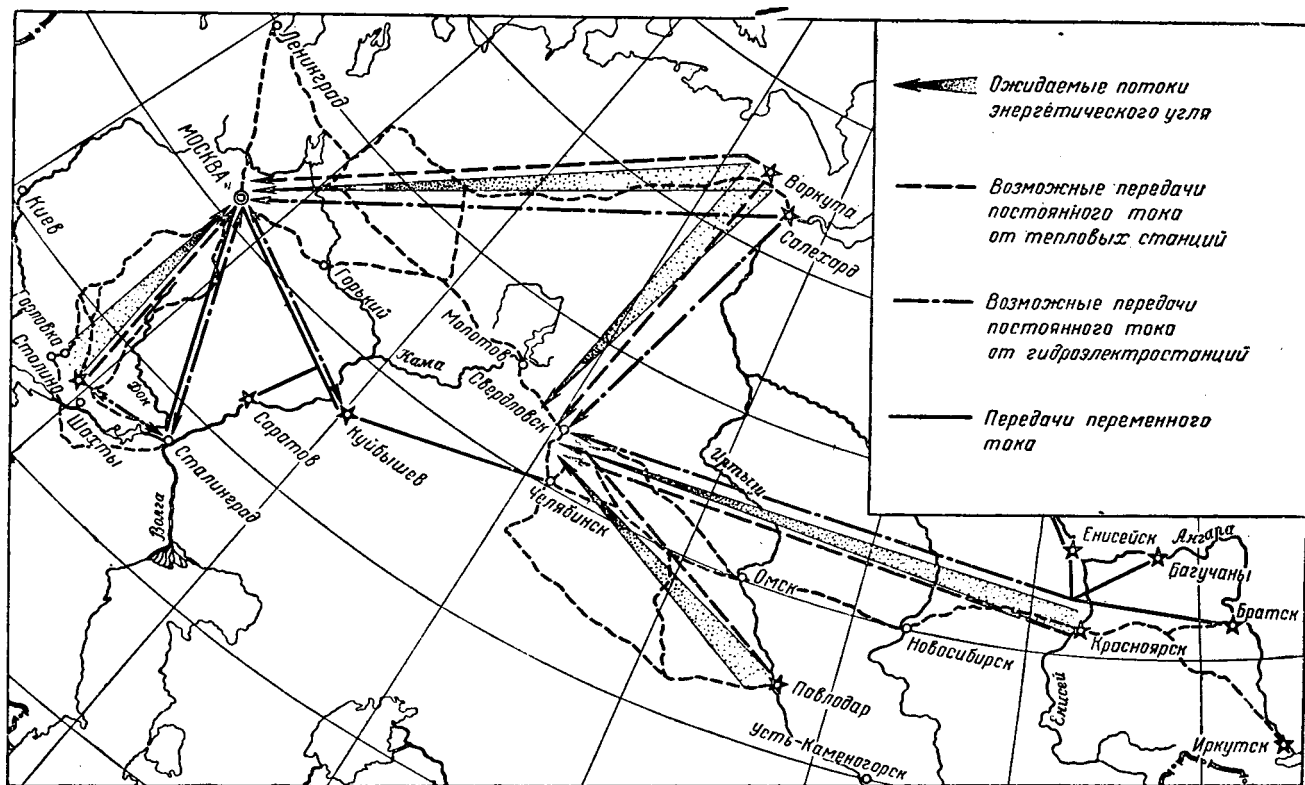 Ожидаемые потоки
энергетического угля
Возможные передачи
постоянного тока
от тепловых станций
Возможные передачи
постоянного тока
от гидроэлектростанций
Передачи переменного
тока
Ленинград
МОСКВА
Киев
Воркута
Салехард
Горький
Горловка
Сталино
Молотов
Кама
Свердловск
Дон
Шахты
Саратов
Куйбышев
Сталинград
Волга
Челябинск
Иртыш
Омск
Новосибирск
Павлодар
Усть-Каменогорск
Енисейск
Ангара
Багучаны
Братск
Красноярск
Енисей
Иркутск